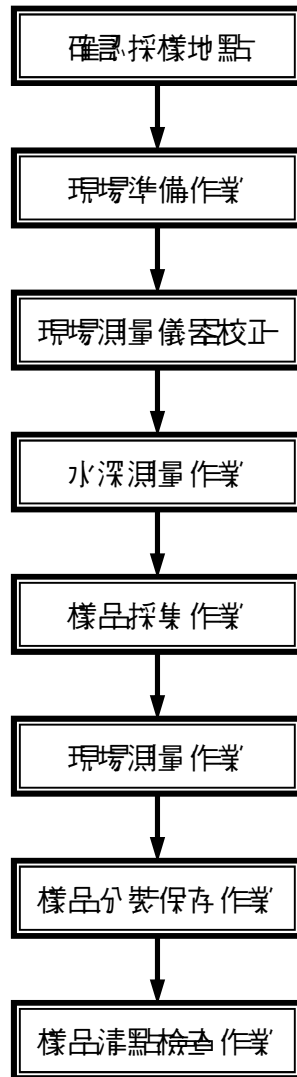 確認採樣地點
現場準備作業
現場測量儀器校正
水深測量作業
樣品採集作業
現場測量作業
樣品分裝保存作業
樣品清點檢查作業